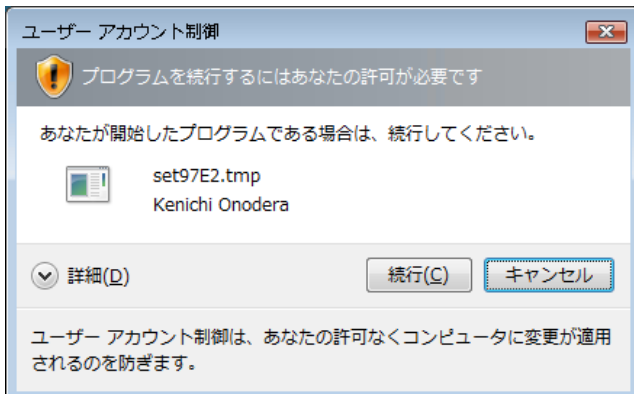 ユーザー アカウント制御
プログラムを続行するにはあなたの許可が必要です
あなたが開始したプログラムである場合は、続行してください。
set97E2.tmp
Kenichi Onodera
詳細(D)
続行(C)
キャンセル
ユーザー アカウント制御は、あなたの許可なくコンピュータに変更が適用
されるのを防ぎます。